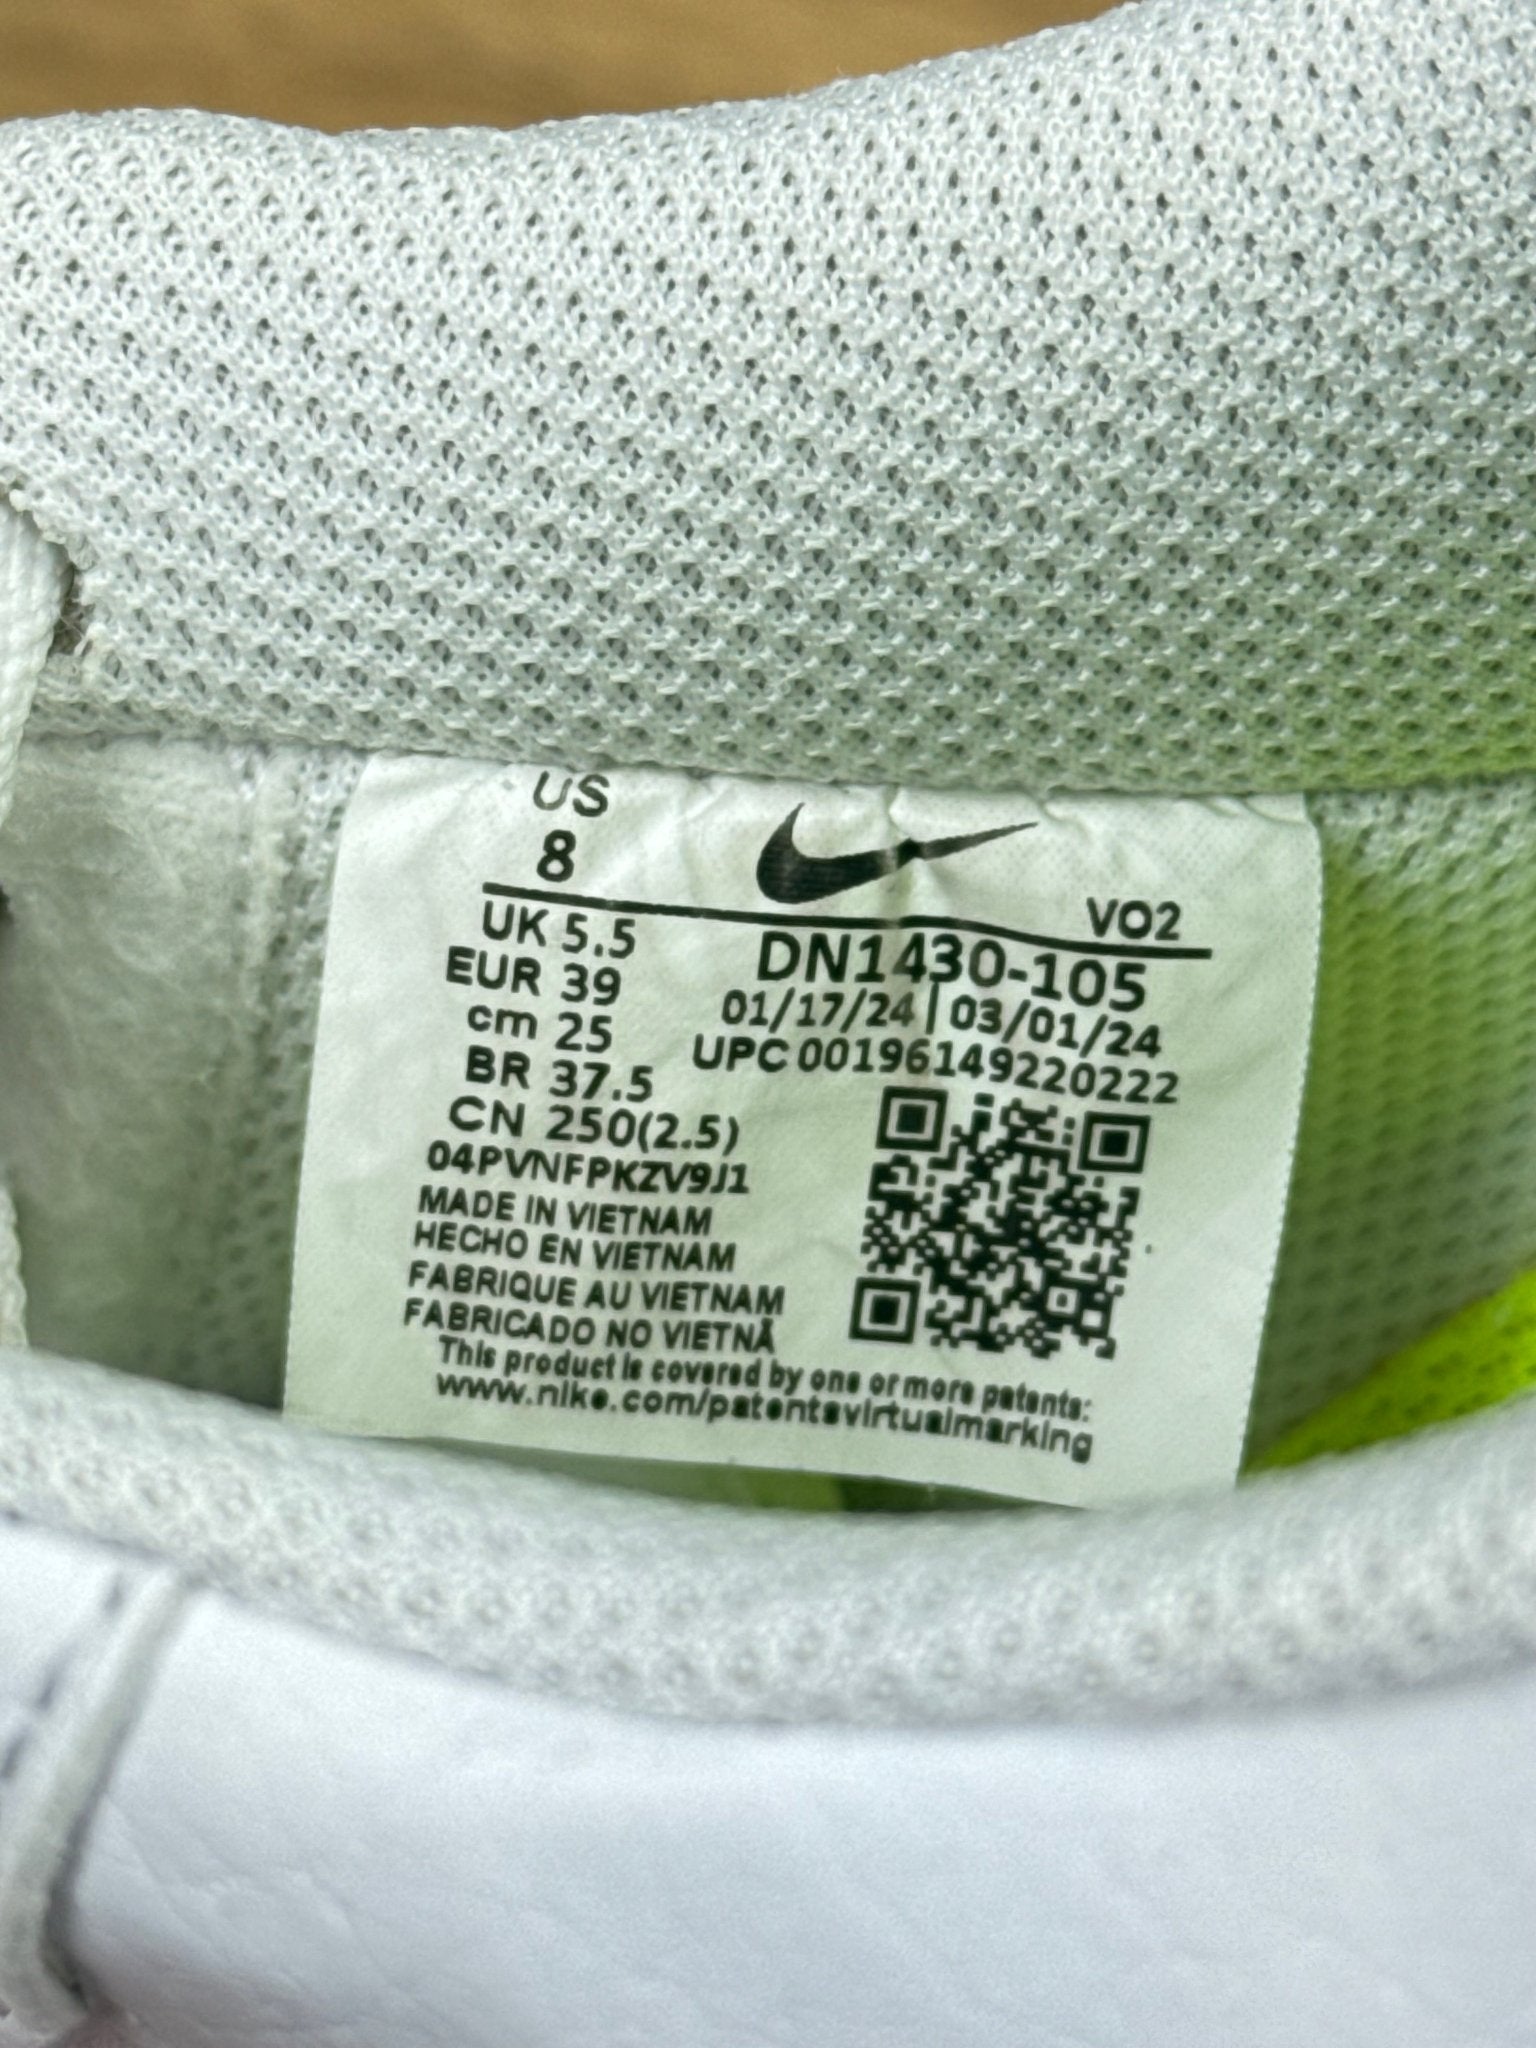 US
8
VO2
UK 5.5
EUR 39
cm 25
BR 37.5
CN 250(2.5)
DN1430-105
01/17/24 | 03/01/24
UPC 00196149220222
04PVNFPKZV9J1
MADE IN VIETNAM
HECHO EN VIETNAM
FABRIQUE AU VIETNAM
FABRICADO NO VIETNÃ
This product is covered by one or more patents:
www.nike.com/patentsvirtualmarking